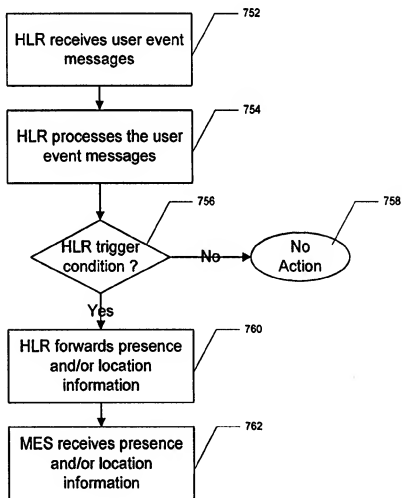 752
HLR receives user event
messages
754
HLR processes the user
event messages
756
758
HLR trigger
condition ?
No
No
Action
Yes
760
HLR forwards presence
and/or location
information
762
MES receives presence
and/or location
information